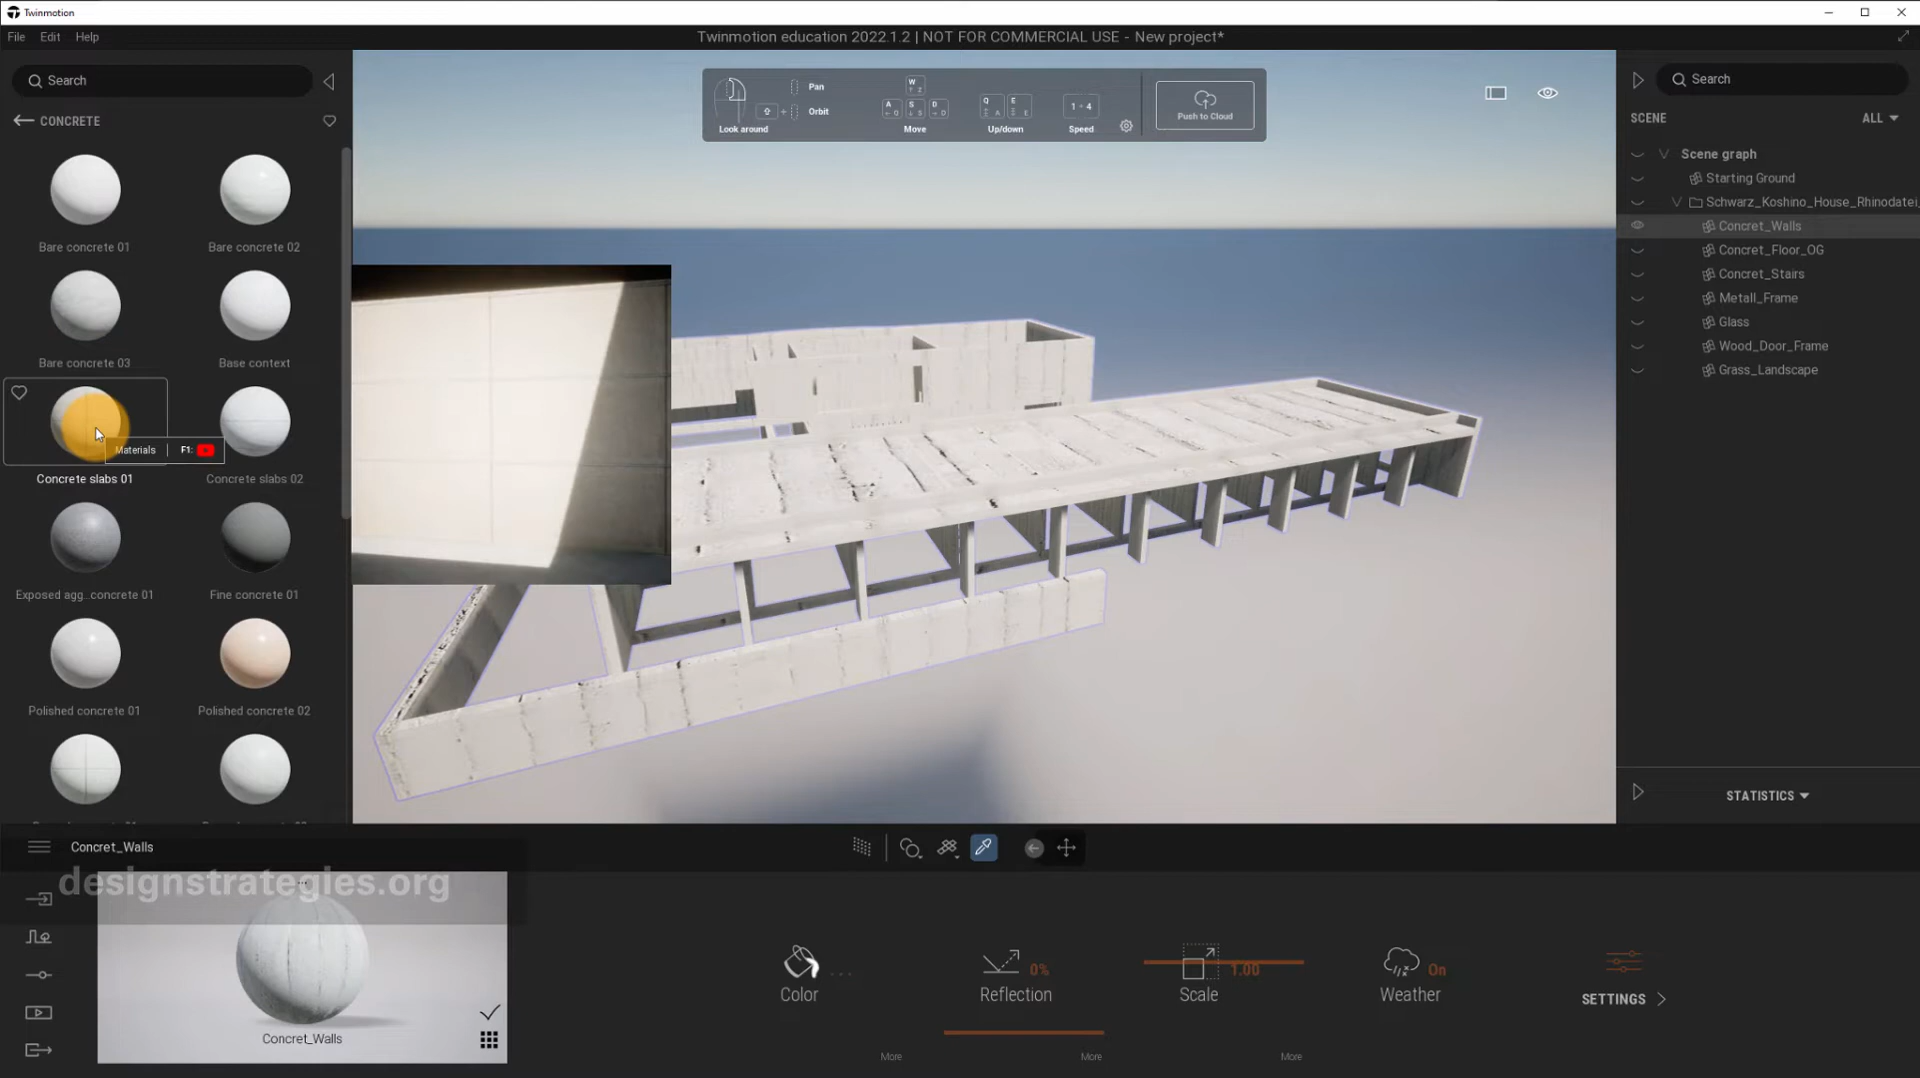 Twinmotion
File Edit Help
Twinmotion education 2022.1.2 | NOT FOR COMMERCIAL USE - New project*
Search
CONCRETE
Bare concrete 01
Bare concrete 02
Bare concrete 03
Base context
Materials F1:
Concrete slabs 01
Concrete slabs 02
Exposed agg...concrete 01
Fine concrete 01
Polished concrete 01
Polished concrete 02
Look around
Pan
Orbit
W
A S D
Move
Q E
Up/down
1 - 4
Speed
Push to Cloud
Search
SCENE
ALL
Scene graph
Starting Ground
Schwarz_Koshino_House_Rhinodatei_
Concret_Walls
Concret_Floor_OG
Concret_Stairs
Metall_Frame
Glass
Wood_Door_Frame
Grass_Landscape
STATISTICS
Concret_Walls
designstrategies.org
Concret_Walls
Color
0%
Reflection
1.00
Scale
On
Weather
SETTINGS
More
More
More